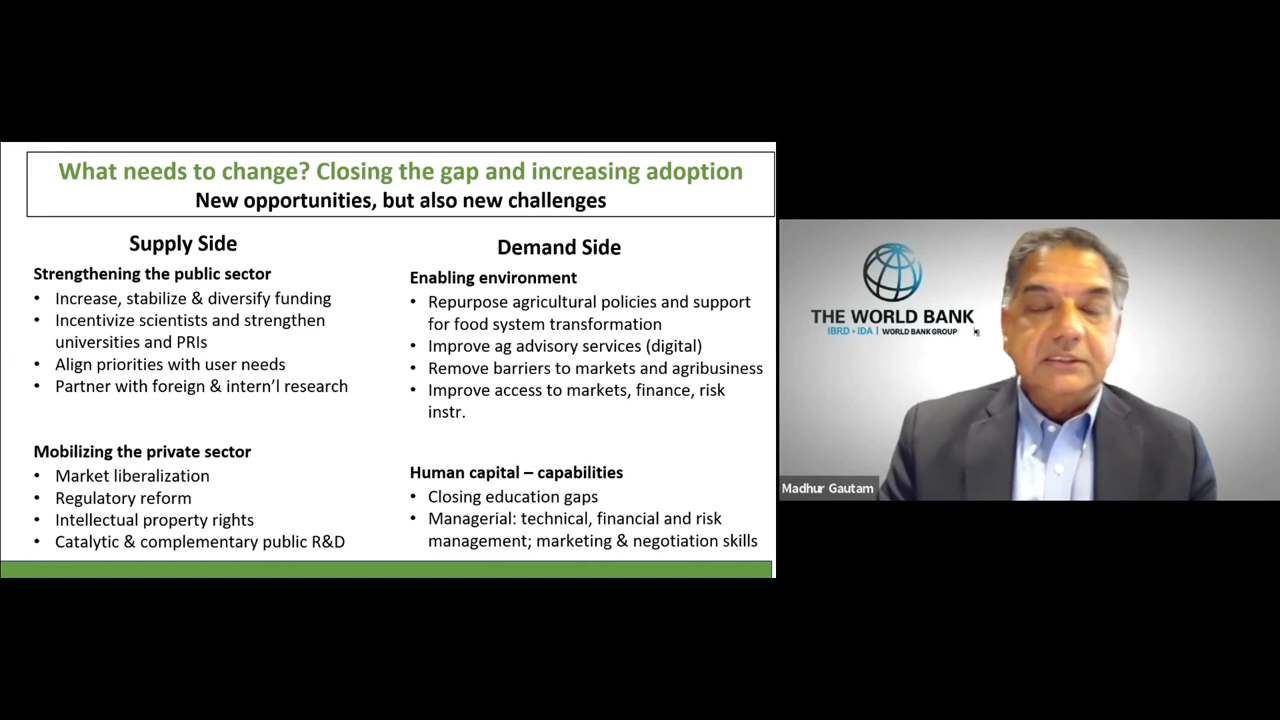 What needs to change? Closing the gap and increasing adoption
New opportunities, but also new challenges
Supply Side
Strengthening the public sector
• Increase, stabilize & diversify funding
• Incentivize scientists and strengthen
universities and PRIs
• Align priorities with user needs
• Partner with foreign & intern'l research
Mobilizing the private sector
• Market liberalization
• Regulatory reform
• Intellectual property rights
• Catalytic & complementary public R&D
Demand Side
Enabling environment
• Repurpose agricultural policies and support
for food system transformation
• Improve ag advisory services (digital)
• Remove barriers to markets and agribusiness
• Improve access to markets, finance, risk
instr.
Human capital – capabilities
• Closing education gaps
• Managerial: technical, financial and risk
management; marketing & negotiation skills
THE WORLD BANK
IBRD • IDA | WORLD BANK GROUP
Madhur Gautam